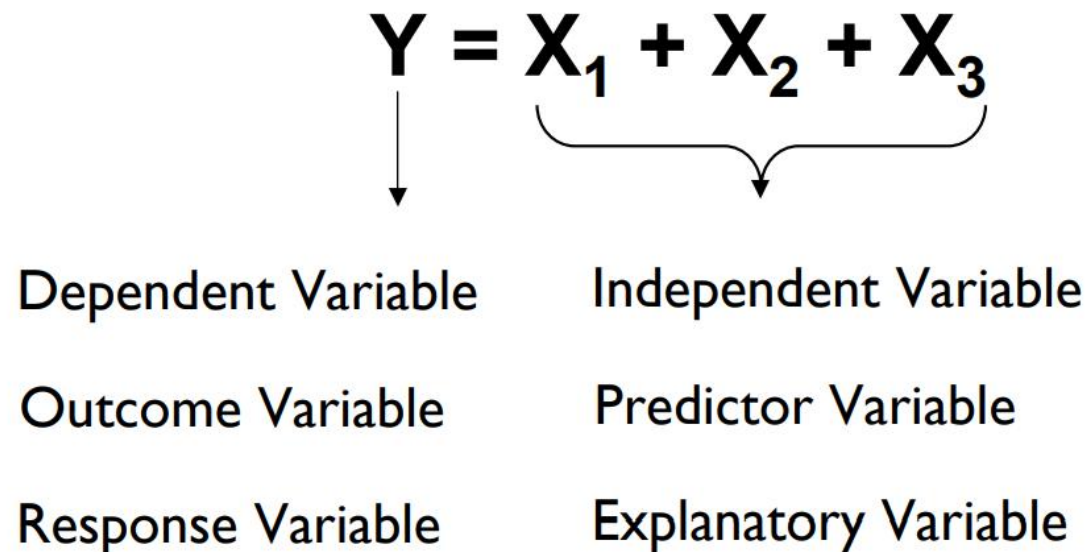 Y = X₁ + X₂ + X₃
Dependent Variable
Independent Variable
Outcome Variable
Predictor Variable
Response Variable
Explanatory Variable